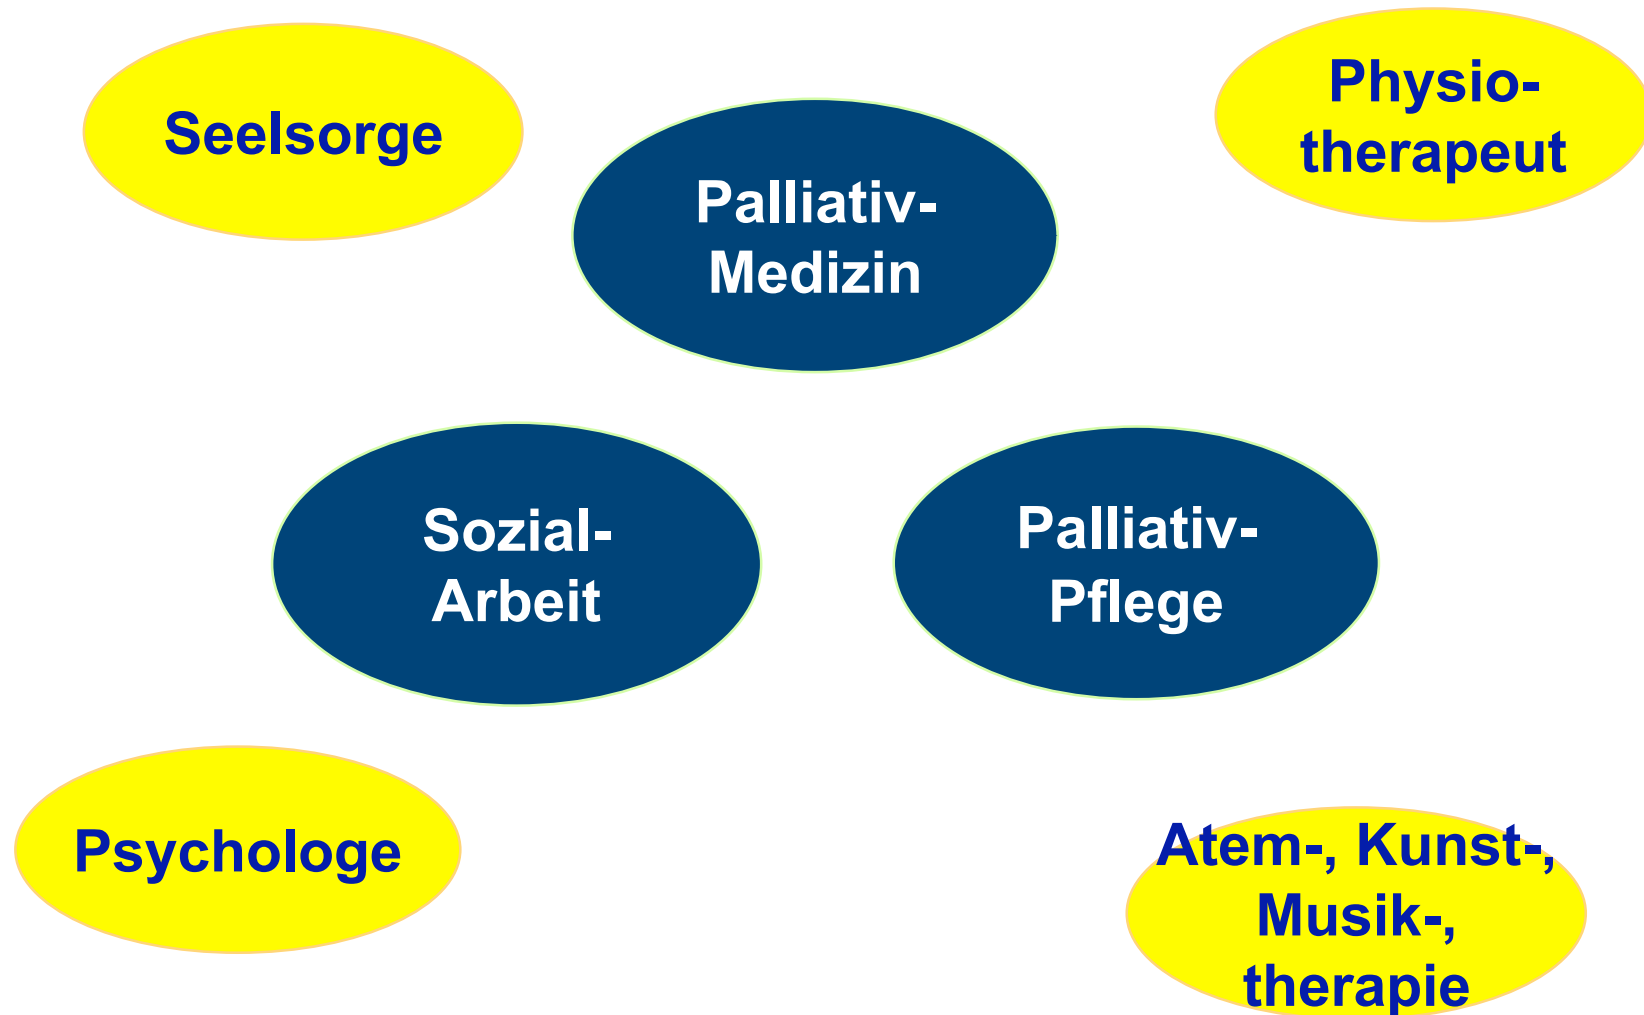 Seelsorge
Physio-
therapeut
Palliativ-
Medizin
Sozial-
Arbeit
Palliativ-
Pflege
Psychologe
Atem-, Kunst-,
Musik-,
therapie